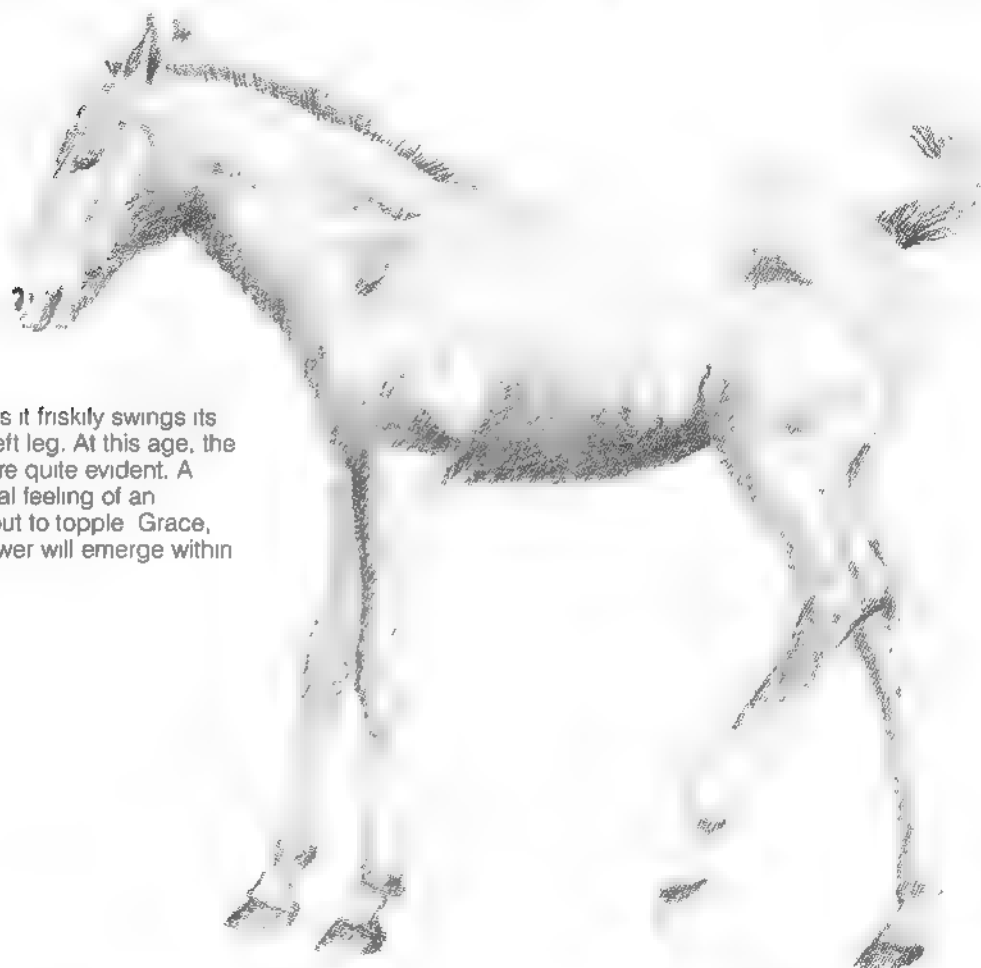 s it friskily swings its
eft leg. At this age, the
re quite evident. A
al feeling of an
out to topple Grace,
wer will emerge within